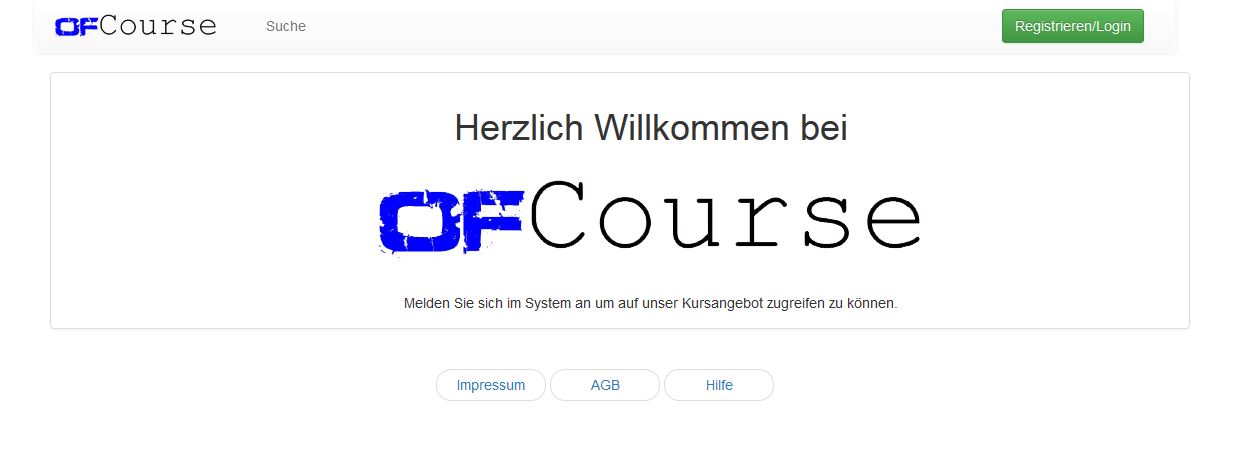 OFCourse Suche Registrieren/Login
Herzlich Willkommen bei
OFCourse
Melden Sie sich im System an um auf unser Kursangebot zugreifen zu können.
Impressum AGB Hilfe